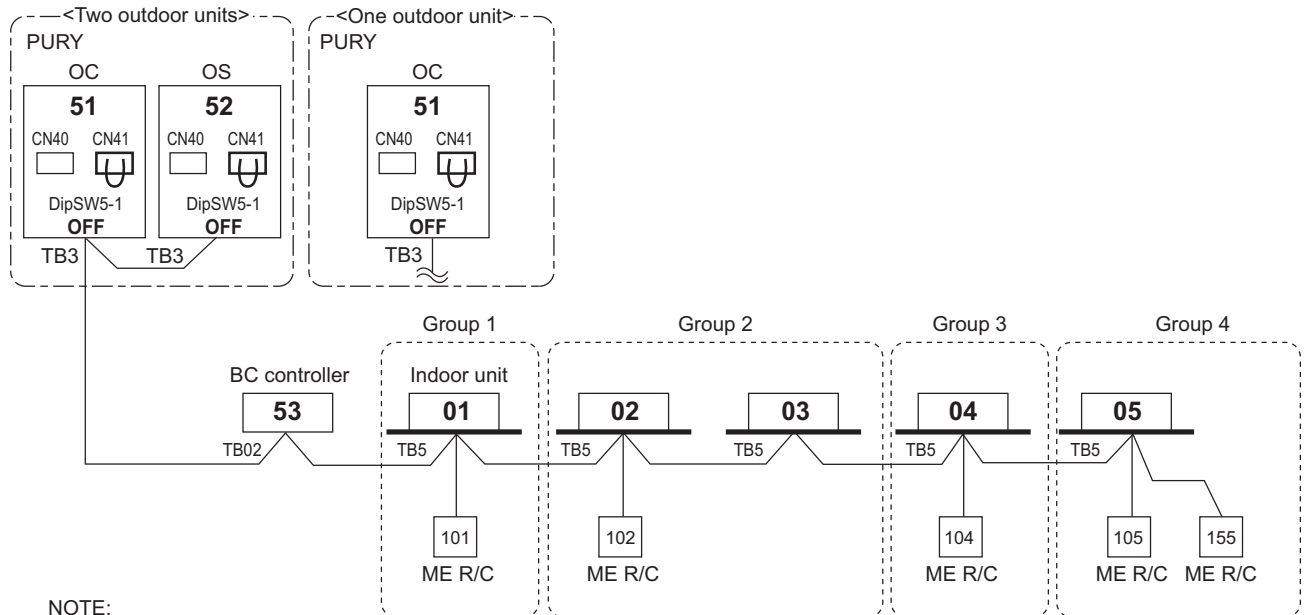 <Two outdoor units>
<One outdoor unit>
PURY
PURY
OC
OS
OC
51
52
51
CN40
CN41
CN40
CN41
CN40
CN41
DipSW5-1
DipSW5-1
DipSW5-1
OFF
OFF
OFF
TB3
TB3
TB3
Group 1
Group 2
Group 3
Group 4
BC controller
Indoor unit
53
01
02
03
04
05
TB02
TB5
TB5
TB5
TB5
TB5
101
102
104
105
155
ME R/C
ME R/C
ME R/C
ME R/C
ME R/C
NOTE: